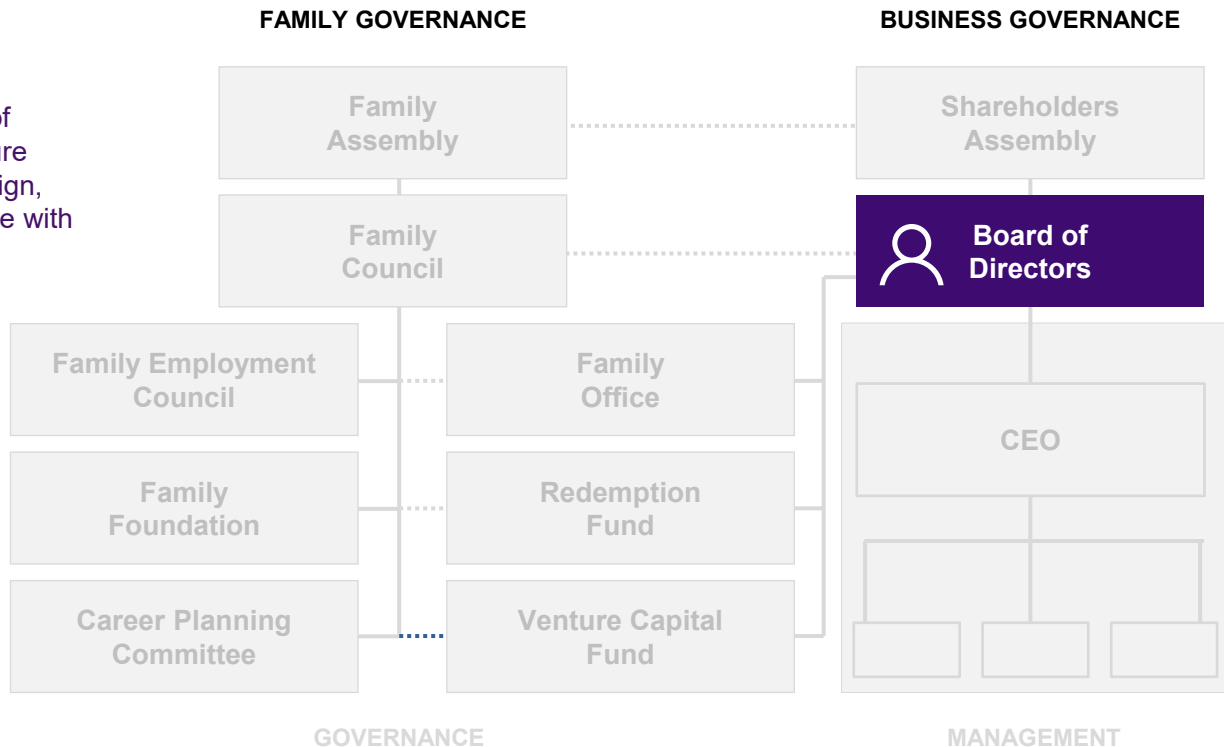 FAMILY GOVERNANCE
BUSINESS GOVERNANCE
of
ign,
e with
Family
Assembly
Shareholders
Assembly
Family
Council
Board of
Directors
Family Employment
Council
Family
Office
CEO
Family
Foundation
Redemption
Fund
Career Planning
Committee
Venture Capital
Fund
GOVERNANCE
MANAGEMENT